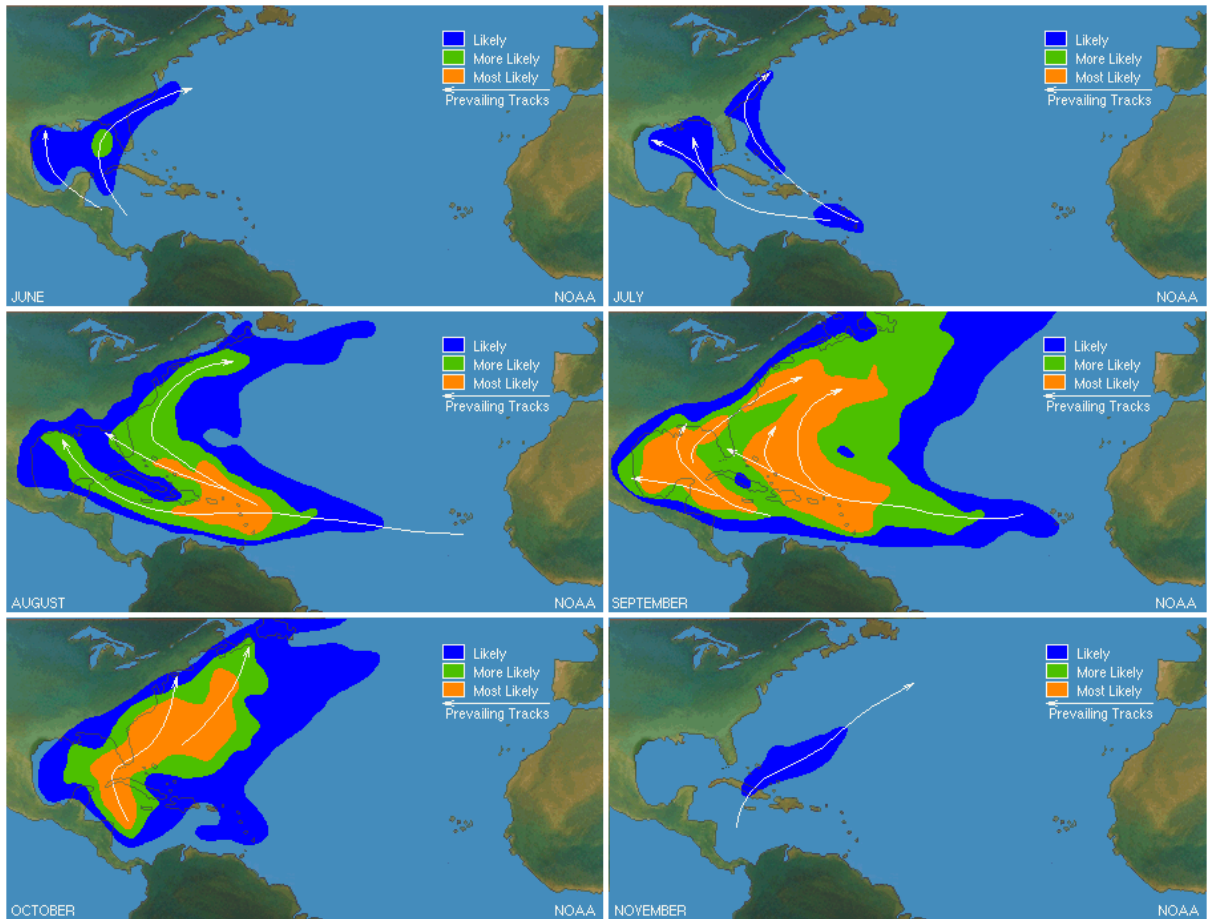 Likely
More Likely
Most Likely
Prevailing Tracks
JUNE
NOAA
Likely
More Likely
Most Likely
Prevailing Tracks
JULY
NOAA
Likely
More Likely
Most Likely
Prevailing Tracks
AUGUST
NOAA
Likely
More Likely
Most Likely
Prevailing Tracks
SEPTEMBER
NOAA
Likely
More Likely
Most Likely
Prevailing Tracks
OCTOBER
NOAA
Likely
More Likely
Most Likely
Prevailing Tracks
NOVEMBER
NOAA